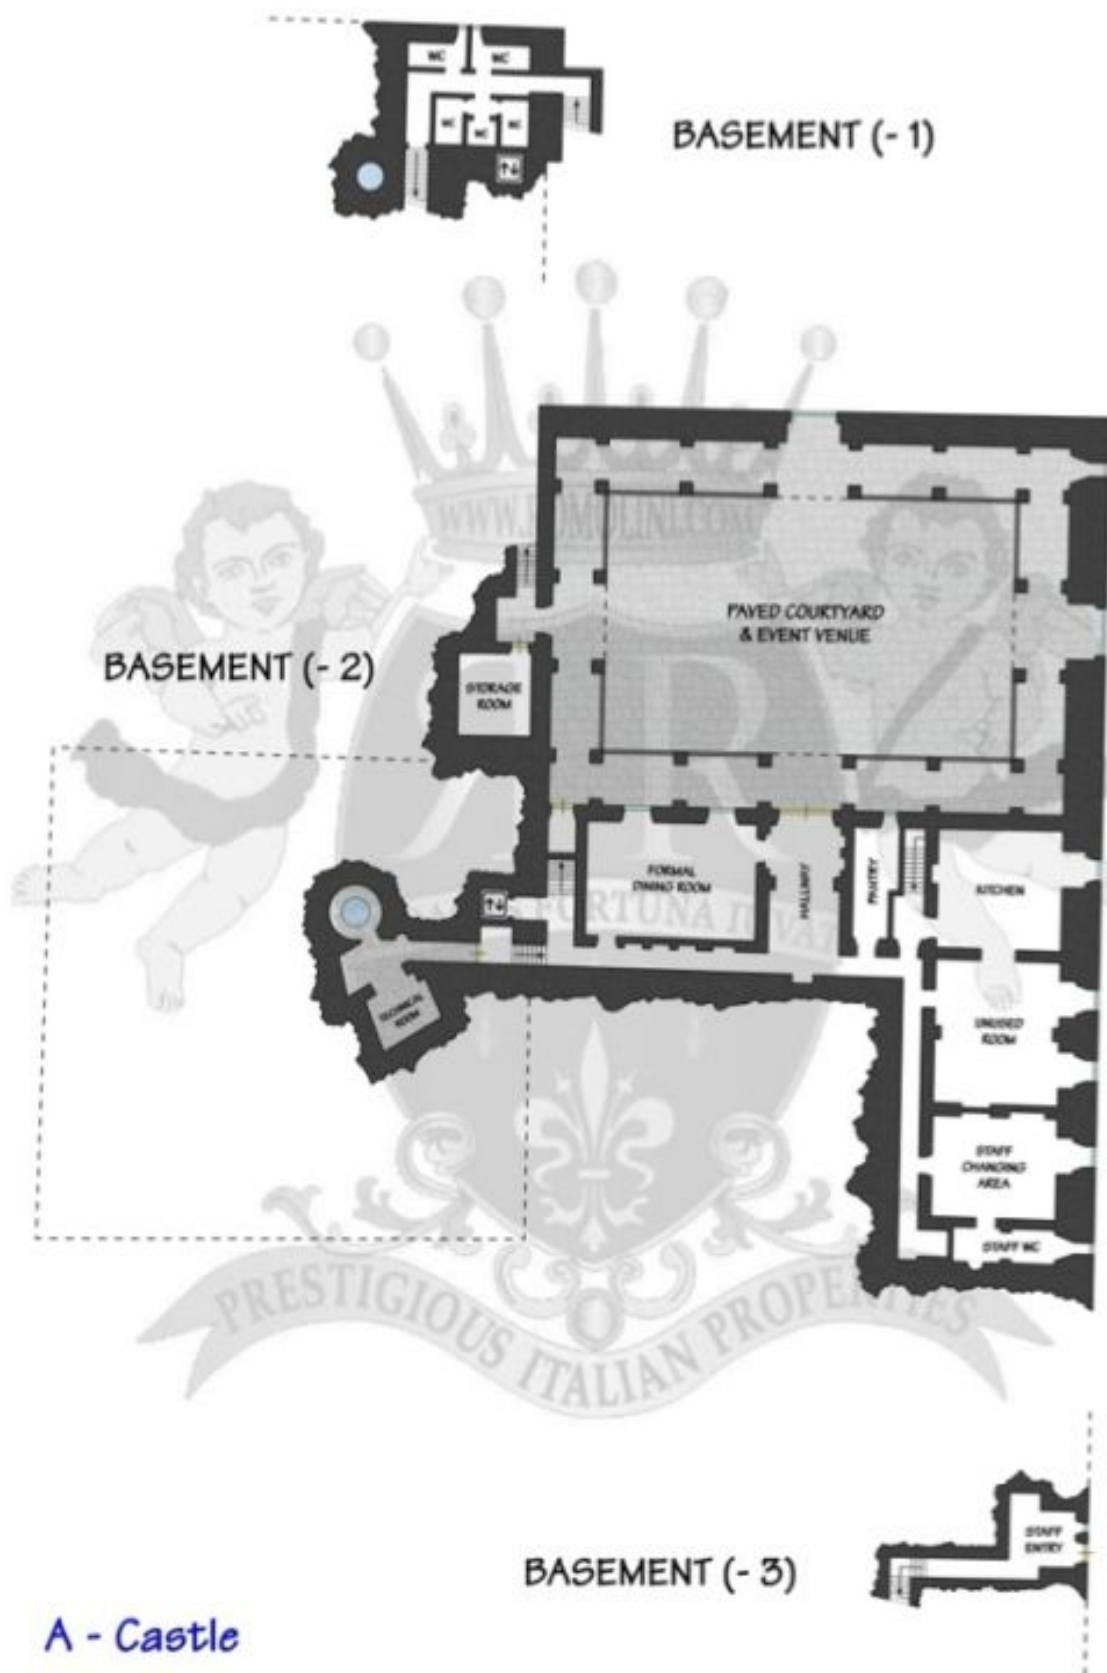 WC
WC
WC
WC
WC
BASEMENT (- 1)
WWW.ROMOLINI.COM
PAVED COURTYARD
& EVENT VENUE
BASEMENT (- 2)
STORAGE
ROOM
R
FORMAL
DINING ROOM
HALLWAY
PANTRY
KITCHEN
FORTUNA IUVAT
TECHNICAL
ROOM
UNUSED
ROOM
STAFF
CHANGING
AREA
STAFF WC
PRESTIGIOUS ITALIAN PROPERTIES
STAFF
ENTRY
BASEMENT (- 3)
A - Castle